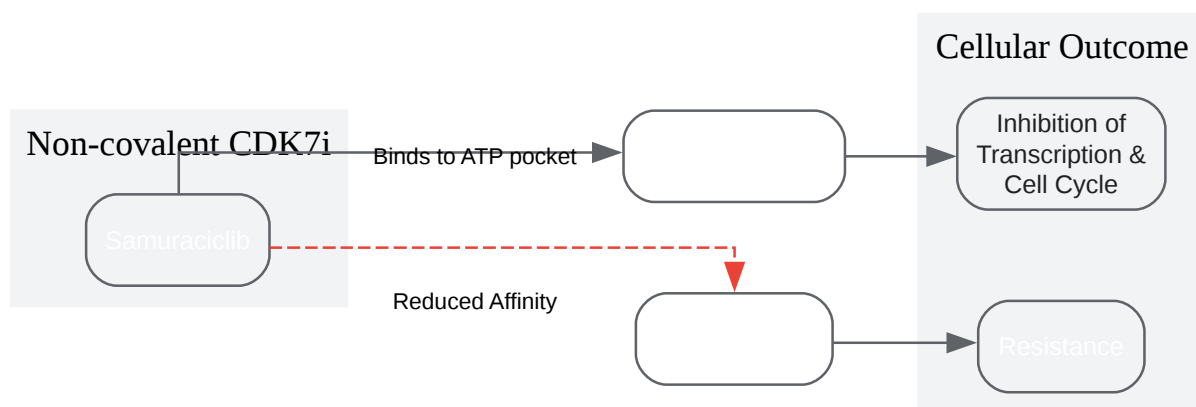 Cellular Outcome
Non-covalent CDK7i
Binds to ATP pocket
Inhibition of
Transcription &
Cell Cycle
Samuraciclib
Reduced Affinity
Resistance